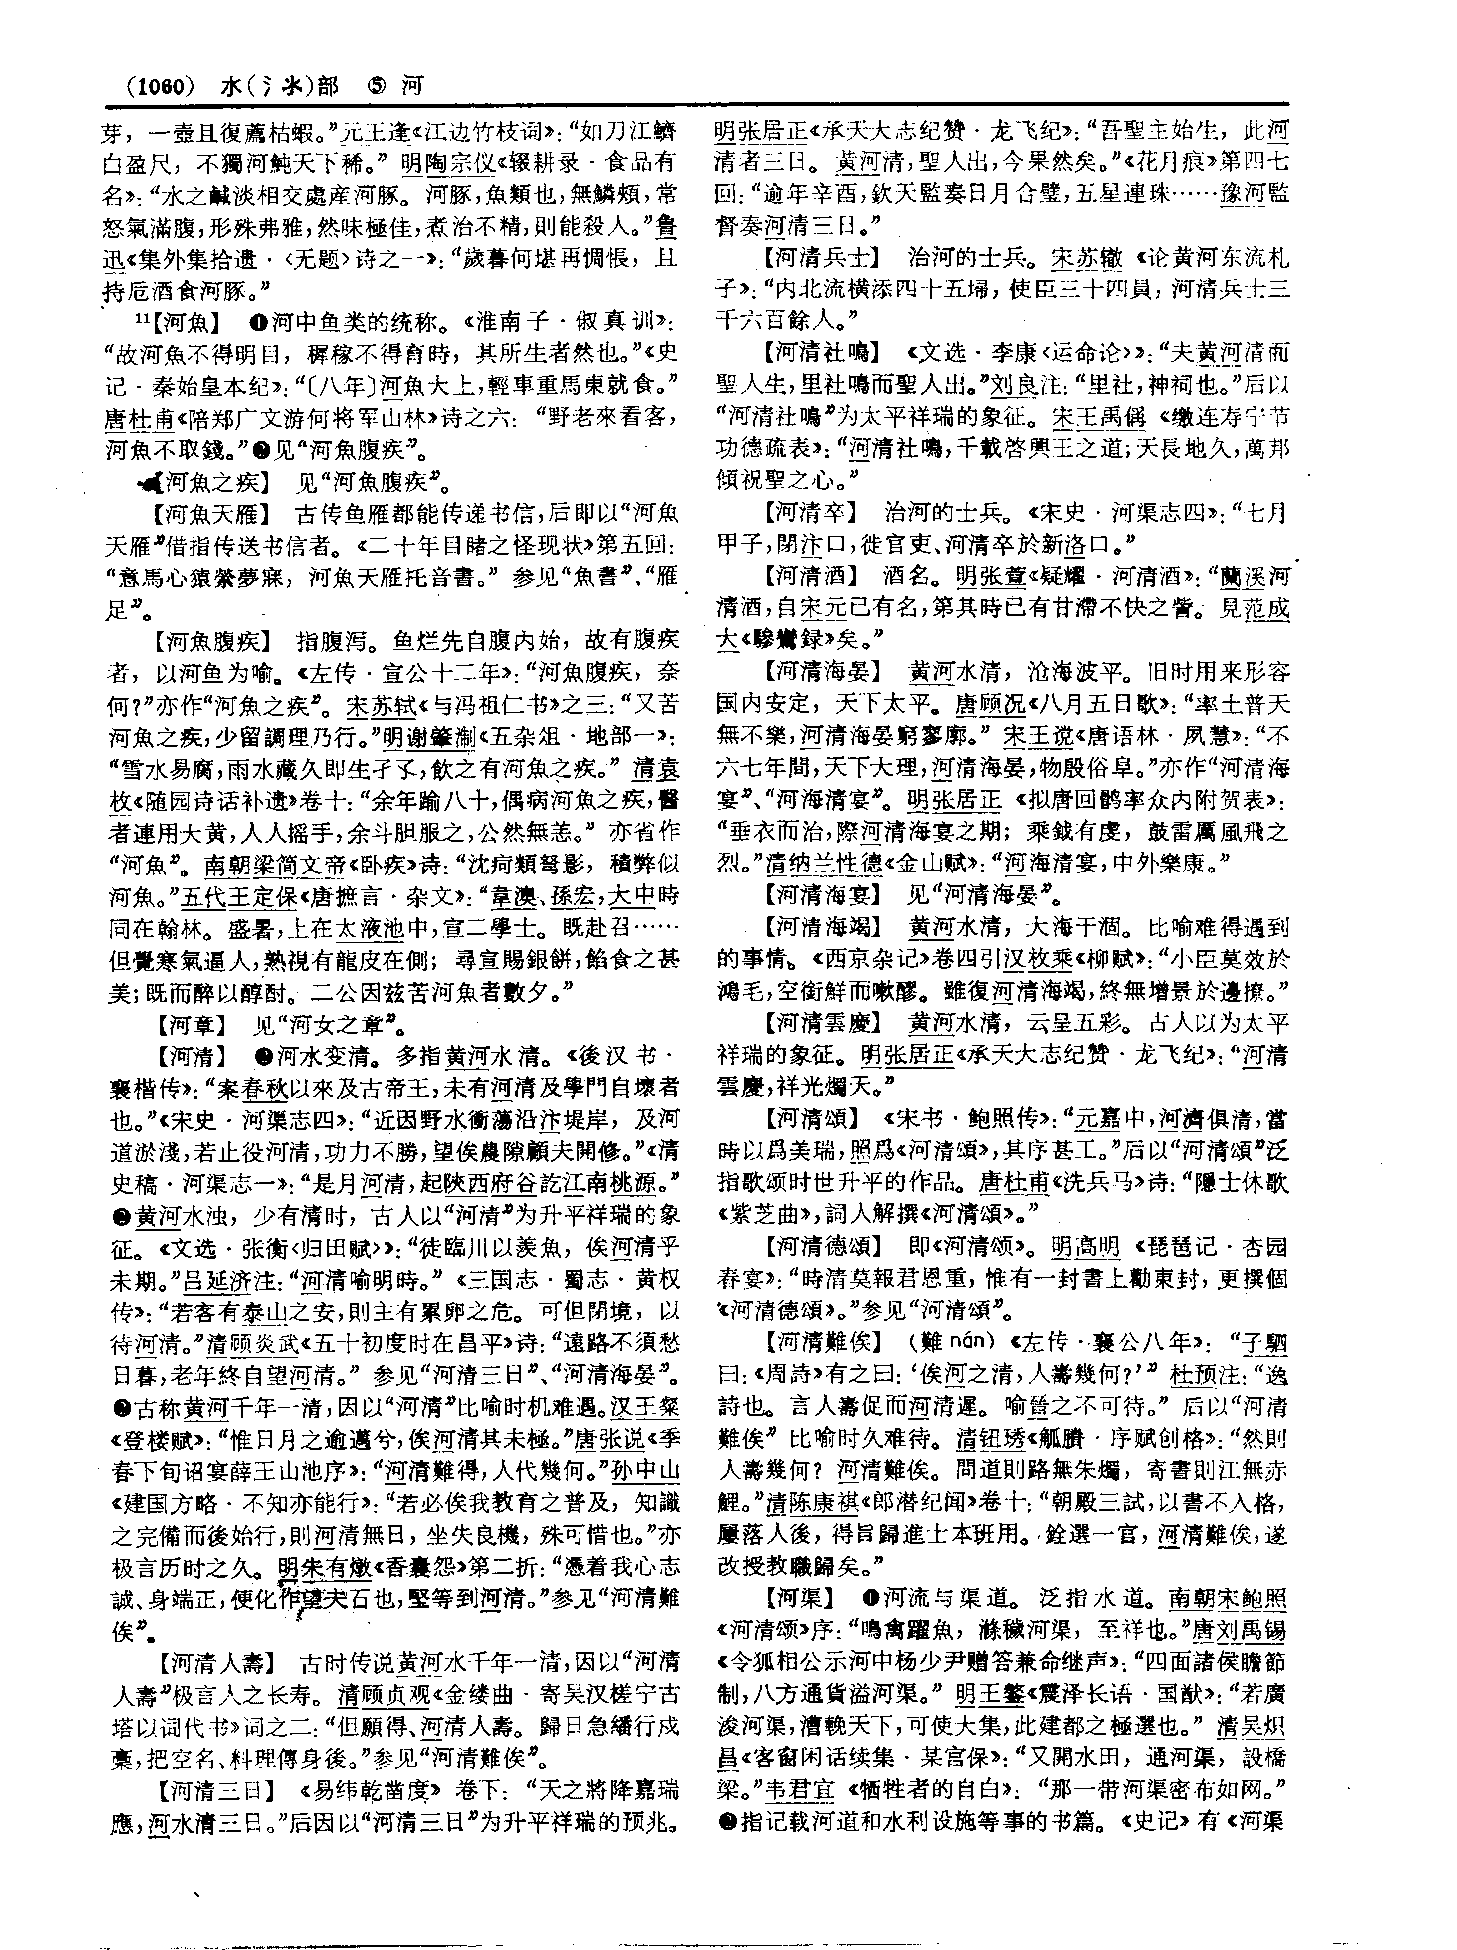 (1060) 水(氵氺)部 ⑤ 河
芽，一壺且復薦枯蝦。”元王逢《江边竹枝词》：“如刀江鱭
白盈尺，不獨河魨天下稀。” 明陶宗仪《辍耕录·食品有
名》：“水之鹹淡相交處産河豚。河豚，魚類也，無鱗頰，常
怒氣滿腹，形殊弗雅，然味極佳，煮治不精，則能殺人。”鲁
迅《集外集拾遗·〈无题〉诗之一》：“歲暮何堪再惆悵，且
持卮酒食河豚。”
11【河魚】 ❶河中鱼类的统称。《淮南子·俶真训》：
“故河魚不得明目，穉稼不得育時，其所生者然也。”《史
记·秦始皇本纪》：“〔八年〕河魚大上，輕車重馬東就食。”
唐杜甫《陪郑广文游何将军山林》诗之六：“野老來看客，
河魚不取錢。”❷见“河魚腹疾”。
【河魚之疾】 见“河魚腹疾”。
【河魚天雁】 古传鱼雁都能传递书信，后即以“河魚
天雁”借指传送书信者。《二十年目睹之怪现状》第五回：
“意馬心猿縈夢寐，河魚天雁托音書。” 参见“魚書”、“雁
足”。
【河魚腹疾】 指腹泻。鱼烂先自腹内始，故有腹疾
者，以河鱼为喻。《左传·宣公十二年》：“河魚腹疾，奈
何？”亦作“河魚之疾”。宋苏轼《与冯祖仁书》之三：“又苦
河魚之疾，少留調理乃行。”明谢肇淛《五杂俎·地部一》：
“雪水易腐，雨水藏久即生孑孓，飲之有河魚之疾。” 清袁
枚《随园诗话补遗》卷十：“余年踰八十，偶病河魚之疾，醫
者連用大黄，人人摇手，余斗胆服之，公然無恙。” 亦省作
“河魚”。南朝梁简文帝《卧疾》诗：“沈痾類弩影，積弊似
河魚。”五代王定保《唐摭言·杂文》：“韋澳、孫宏，大中時
同在翰林。盛暑，上在太液池中，宣二學士。既赴召……
但覺寒氣逼人，熟視有龍皮在側；尋宣賜銀餅，餡食之甚
美；既而醉以醇酎。二公因兹苦河魚者數夕。”
【河章】 见“河女之章”。
【河清】 ❶河水变清。多指黄河水清。《後汉书·
襄楷传》：“案春秋以來及古帝王，未有河清及學門自壞者
也。”《宋史·河渠志四》：“近因野水衝蕩沿汴堤岸，及河
道淤淺，若止役河清，功力不勝，望俟農隙顧夫開修。”《清
史稿·河渠志一》：“是月河清，起陝西府谷訖江南桃源。”
❷黄河水浊，少有清时，古人以“河清”为升平祥瑞的象
征。《文选·张衡〈归田赋〉》：“徒臨川以羨魚，俟河清乎
未期。”吕延济注：“河清喻明時。”《三国志·蜀志·黄权
传》：“若客有泰山之安，則主有累卵之危。可但閉境，以
待河清。”清顾炎武《五十初度时在昌平》诗：“遠路不須愁
日暮，老年終自望河清。” 参见“河清三日”、“河清海晏”。
❸古称黄河千年一清，因以“河清”比喻时机难遇。汉王粲
《登楼赋》：“惟日月之逾邁兮，俟河清其未極。”唐张说《季
春下旬诏宴薛王山池序》：“河清難得，人代幾何。”孙中山
《建国方略·不知亦能行》：“若必俟我教育之普及，知識
之完備而後始行，則河清無日，坐失良機，殊可惜也。”亦
极言历时之久。明朱有燉《香囊怨》第二折：“憑着我心志
誠、身端正，便化作望夫石也，堅等到河清。”参见“河清難
俟”。
【河清人壽】 古时传说黄河水千年一清，因以“河清
人壽”极言人之长寿。清顾贞观《金缕曲·寄吴汉槎宁古
塔以词代书》词之二：“但願得、河清人壽。歸日急繙行戍
稾，把空名、料理傳身後。”参见“河清難俟”。
【河清三日】 《易纬乾凿度》卷下：“天之將降嘉瑞
應，河水清三日。”后因以“河清三日”为升平祥瑞的预兆。
明张居正《承天大志纪赞·龙飞纪》：“吾聖主始生，此河
清者三日。黄河清，聖人出，今果然矣。”《花月痕》第四七
回：“逾年辛酉，欽天監奏日月合璧，五星連珠……豫河監
督奏河清三日。”
【河清兵士】 治河的士兵。宋苏辙《论黄河东流札
子》：“内北流横添四十五埽，使臣三十四員，河清兵士三
千六百餘人。”
【河清社鳴】 《文选·李康〈运命论〉》：“夫黄河清而
聖人生，里社鳴而聖人出。”刘良注：“里社，神祠也。”后以
“河清社鳴”为太平祥瑞的象征。宋王禹偁《缴连寿宁节
功德疏表》：“河清社鳴，千載啓興王之道；天長地久，萬邦
傾祝聖之心。”
【河清卒】 治河的士兵。《宋史·河渠志四》：“七月
甲子，閉汴口，徙官吏、河清卒於新洛口。”
【河清酒】 酒名。明张萱《疑耀·河清酒》：“蘭溪河
清酒，自宋元已有名，第其時已有甘滯不快之訾。見范成
大《驂鸞録》矣。”
【河清海晏】 黄河水清，沧海波平。旧时用来形容
国内安定，天下太平。唐顾况《八月五日歌》：“率土普天
無不樂，河清海晏窮寥廓。” 宋王谠《唐语林·夙慧》：“不
六七年間，天下大理，河清海晏，物殷俗阜。”亦作“河清海
宴”、“河海清宴”。明张居正《拟唐回鹘率众内附贺表》：
“垂衣而治，際河清海宴之期；乘鉞有虔，鼓雷厲風飛之
烈。”清纳兰性德《金山赋》：“河海清宴，中外樂康。”
【河清海宴】 见“河清海晏”。
【河清海竭】 黄河水清，大海干涸。比喻难得遇到
的事情。《西京杂记》卷四引汉枚乘《柳赋》：“小臣莫效於
鴻毛，空銜鮮而嗽醪。雖復河清海竭，終無增景於邊撩。”
【河清雲慶】 黄河水清，云呈五彩。古人以为太平
祥瑞的象征。明张居正《承天大志纪赞·龙飞纪》：“河清
雲慶，祥光燭天。”
【河清頌】 《宋书·鲍照传》：“元嘉中，河濟俱清，當
時以爲美瑞，照爲《河清頌》，其序甚工。”后以“河清頌”泛
指歌颂时世升平的作品。唐杜甫《洗兵马》诗：“隱士休歌
《紫芝曲》，詞人解撰《河清頌》。”
【河清德頌】 即《河清颂》。明高明《琵琶记·杏园
春宴》：“時清莫報君恩重，惟有一封書上勸東封，更撰個
《河清德頌》。”参见“河清頌”。
【河清難俟】 （難nán）《左传·襄公八年》：“子駟
曰：《周詩》有之曰：‘俟河之清，人壽幾何？’” 杜预注：“逸
詩也。言人壽促而河清遲。喻晉之不可待。” 后以“河清
難俟” 比喻时久难待。清钮琇《觚賸·序赋创格》：“然則
人壽幾何？河清難俟。問道則路無朱燭，寄書則江無赤
鯉。”清陈康祺《郎潜纪闻》卷十：“朝殿三試，以書不入格，
屢落人後，得旨歸進士本班用。銓選一官，河清難俟，遂
改授教職歸矣。”
【河渠】 ❶河流与渠道。泛指水道。南朝宋鲍照
《河清颂》序：“鳴禽躍魚，滌穢河渠，至祥也。”唐刘禹锡
《令狐相公示河中杨少尹赠答兼命继声》：“四面諸侯瞻節
制，八方通貨溢河渠。” 明王鏊《震泽长语·国猷》：“若廣
浚河渠，漕輓天下，可使大集，此建都之極選也。” 清吴炽
昌《客窗闲话续集·某宫保》：“又開水田，通河渠，設橋
梁。”韦君宜《牺牲者的自白》：“那一带河渠密布如网。”
❷指记载河道和水利设施等事的书篇。《史记》有《河渠